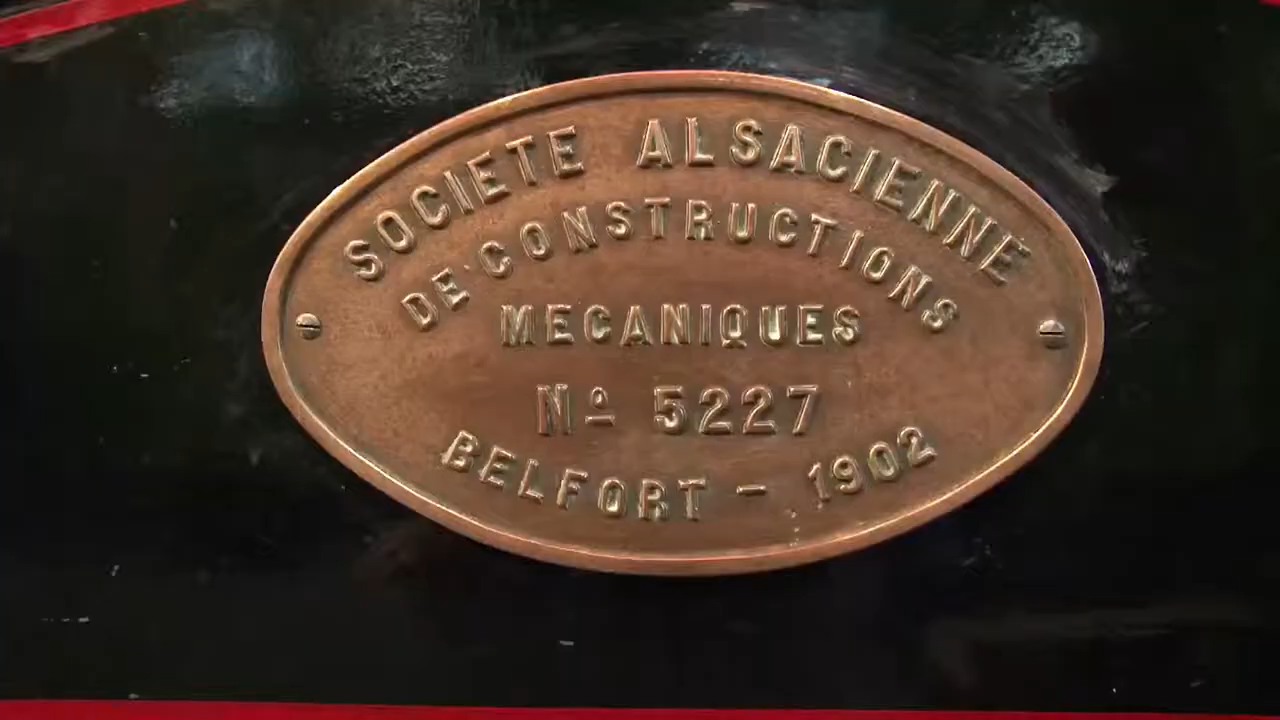 SOCIETE ALSACIENNE
DE CONSTRUCTIONS
MECANIQUES
Nº 5227
BELFORT - 1902